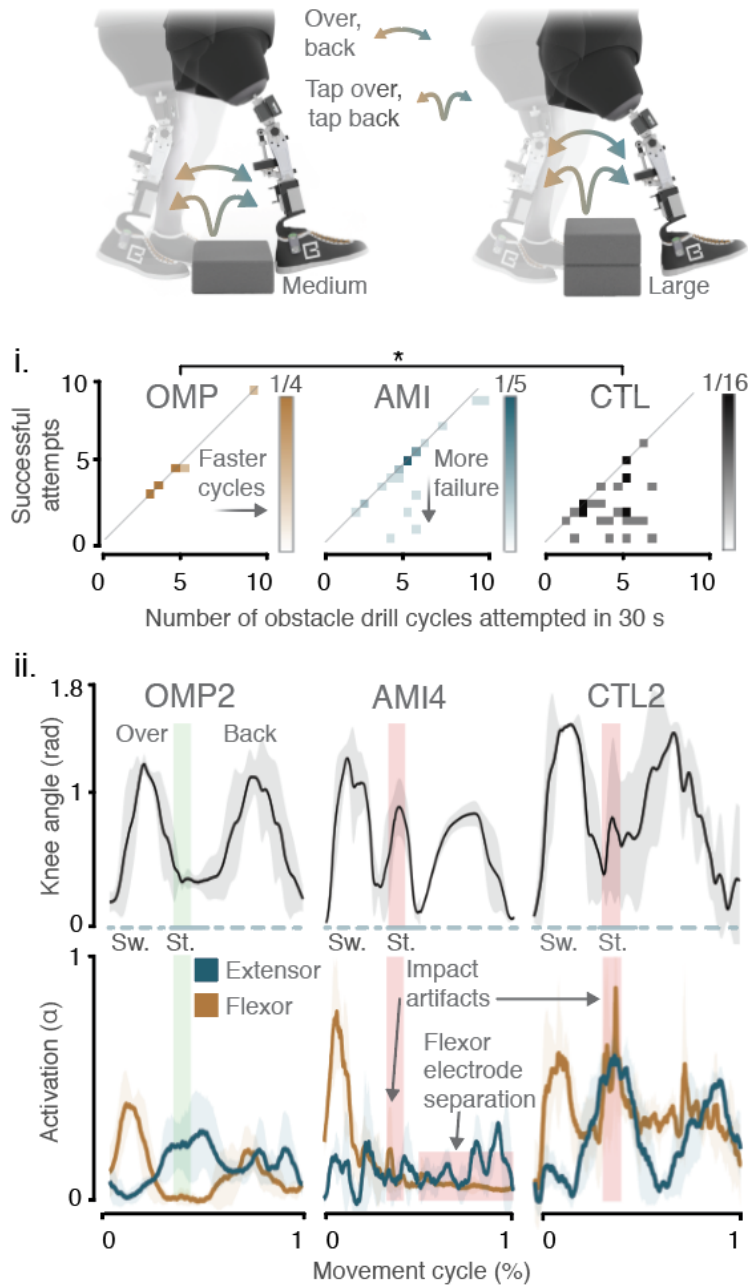 Over,
back
Tap over,
tap back
Medium
Large
i.
*
10
5
0
Successful
attempts
OMP
1/4
Faster
cycles
AMI
1/5
More
failure
CTL
1/16
0 5 10
0 5 10
0 5 10
Number of obstacle drill cycles attempted in 30 s
ii.
1.8
1
0
Knee angle (rad)
OMP2
AMI4
CTL2
Over
Back
Sw. St.
Sw. St.
Sw. St.
1
0
Activation (α)
Extensor
Flexor
Impact
artifacts
Flexor
electrode
separation
0 1
0 1
0 1
Movement cycle (%)